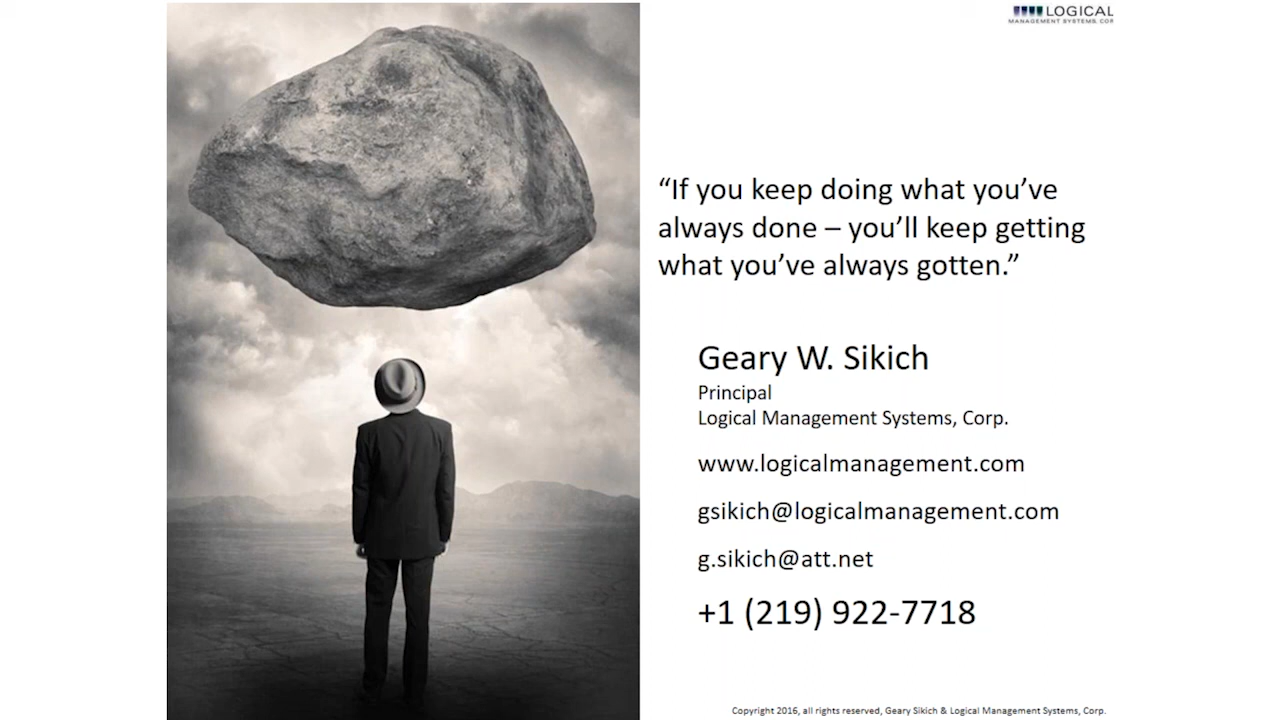 LOGICAL
MANAGEMENT SYSTEMS, COR
“If you keep doing what you’ve
always done – you’ll keep getting
what you’ve always gotten.”
Geary W. Sikich
Principal
Logical Management Systems, Corp.
www.logicalmanagement.com
gsikich@logicalmanagement.com
g.sikich@att.net
+1 (219) 922-7718
Copyright 2016, all rights reserved, Geary Sikich & Logical Management Systems, Corp.